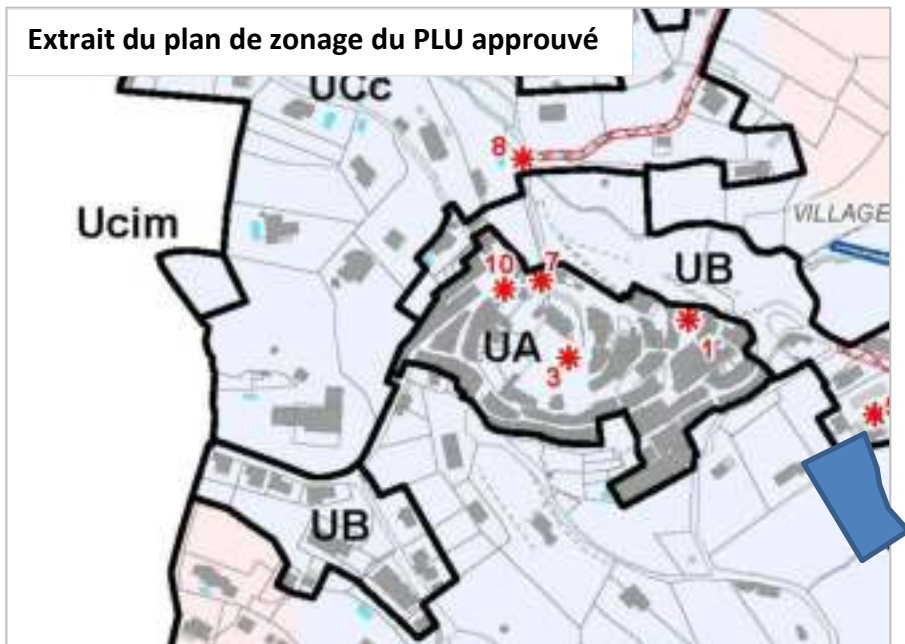 Extrait du plan de zonage du PLU approuvé
UCc
8
Ucim
VILLAGE
10
7
UB
UA
1
3
UB